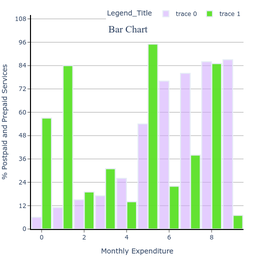 Legend_Title
trace 0
trace 1
Bar Chart
% Postpaid and Prepaid Services
108
96
84
72
60
48
36
24
12
0
0 2 4 6 8
Monthly Expenditure